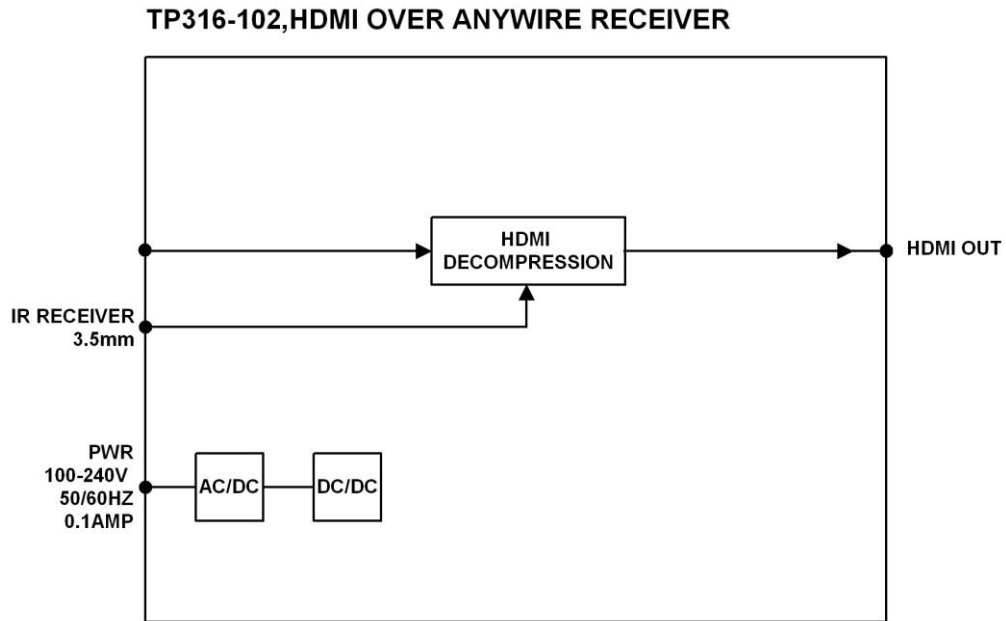 TP316-102,HDMI OVER ANYWIRE RECEIVER
HDMI
DECOMPRESSION
HDMI OUT
IR RECEIVER
3.5mm
PWR
100-240V
50/60HZ
0.1AMP
AC/DC
DC/DC